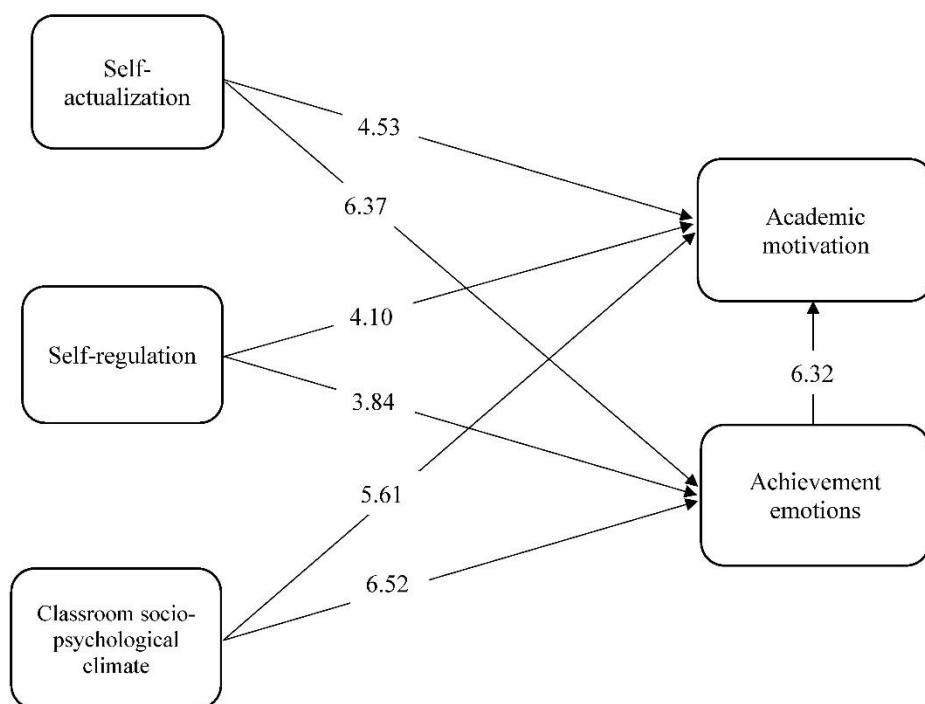 Self-
actualization
4.53
6.37
Academic
motivation
Self-regulation
4.10
3.84
6.32
Achievement
emotions
5.61
6.52
Classroom socio-
psychological
climate